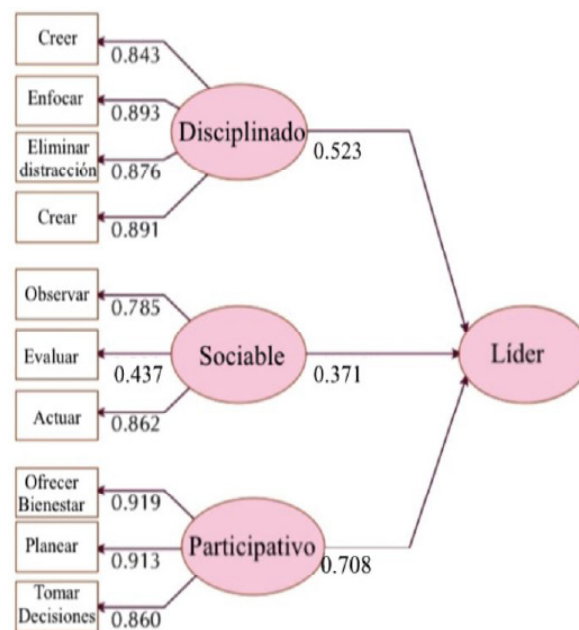 Creer
0.843
Enfocar
0.893
Eliminar
distracción
0.876
Crear
0.891
Disciplinado
0.523
Observar
0.785
Evaluar
0.437
Actuar
0.862
Sociable
0.371
Líder
Ofrecer
Bienestar
0.919
Planear
0.913
Tomar
Decisiones
0.860
Participativo
0.708